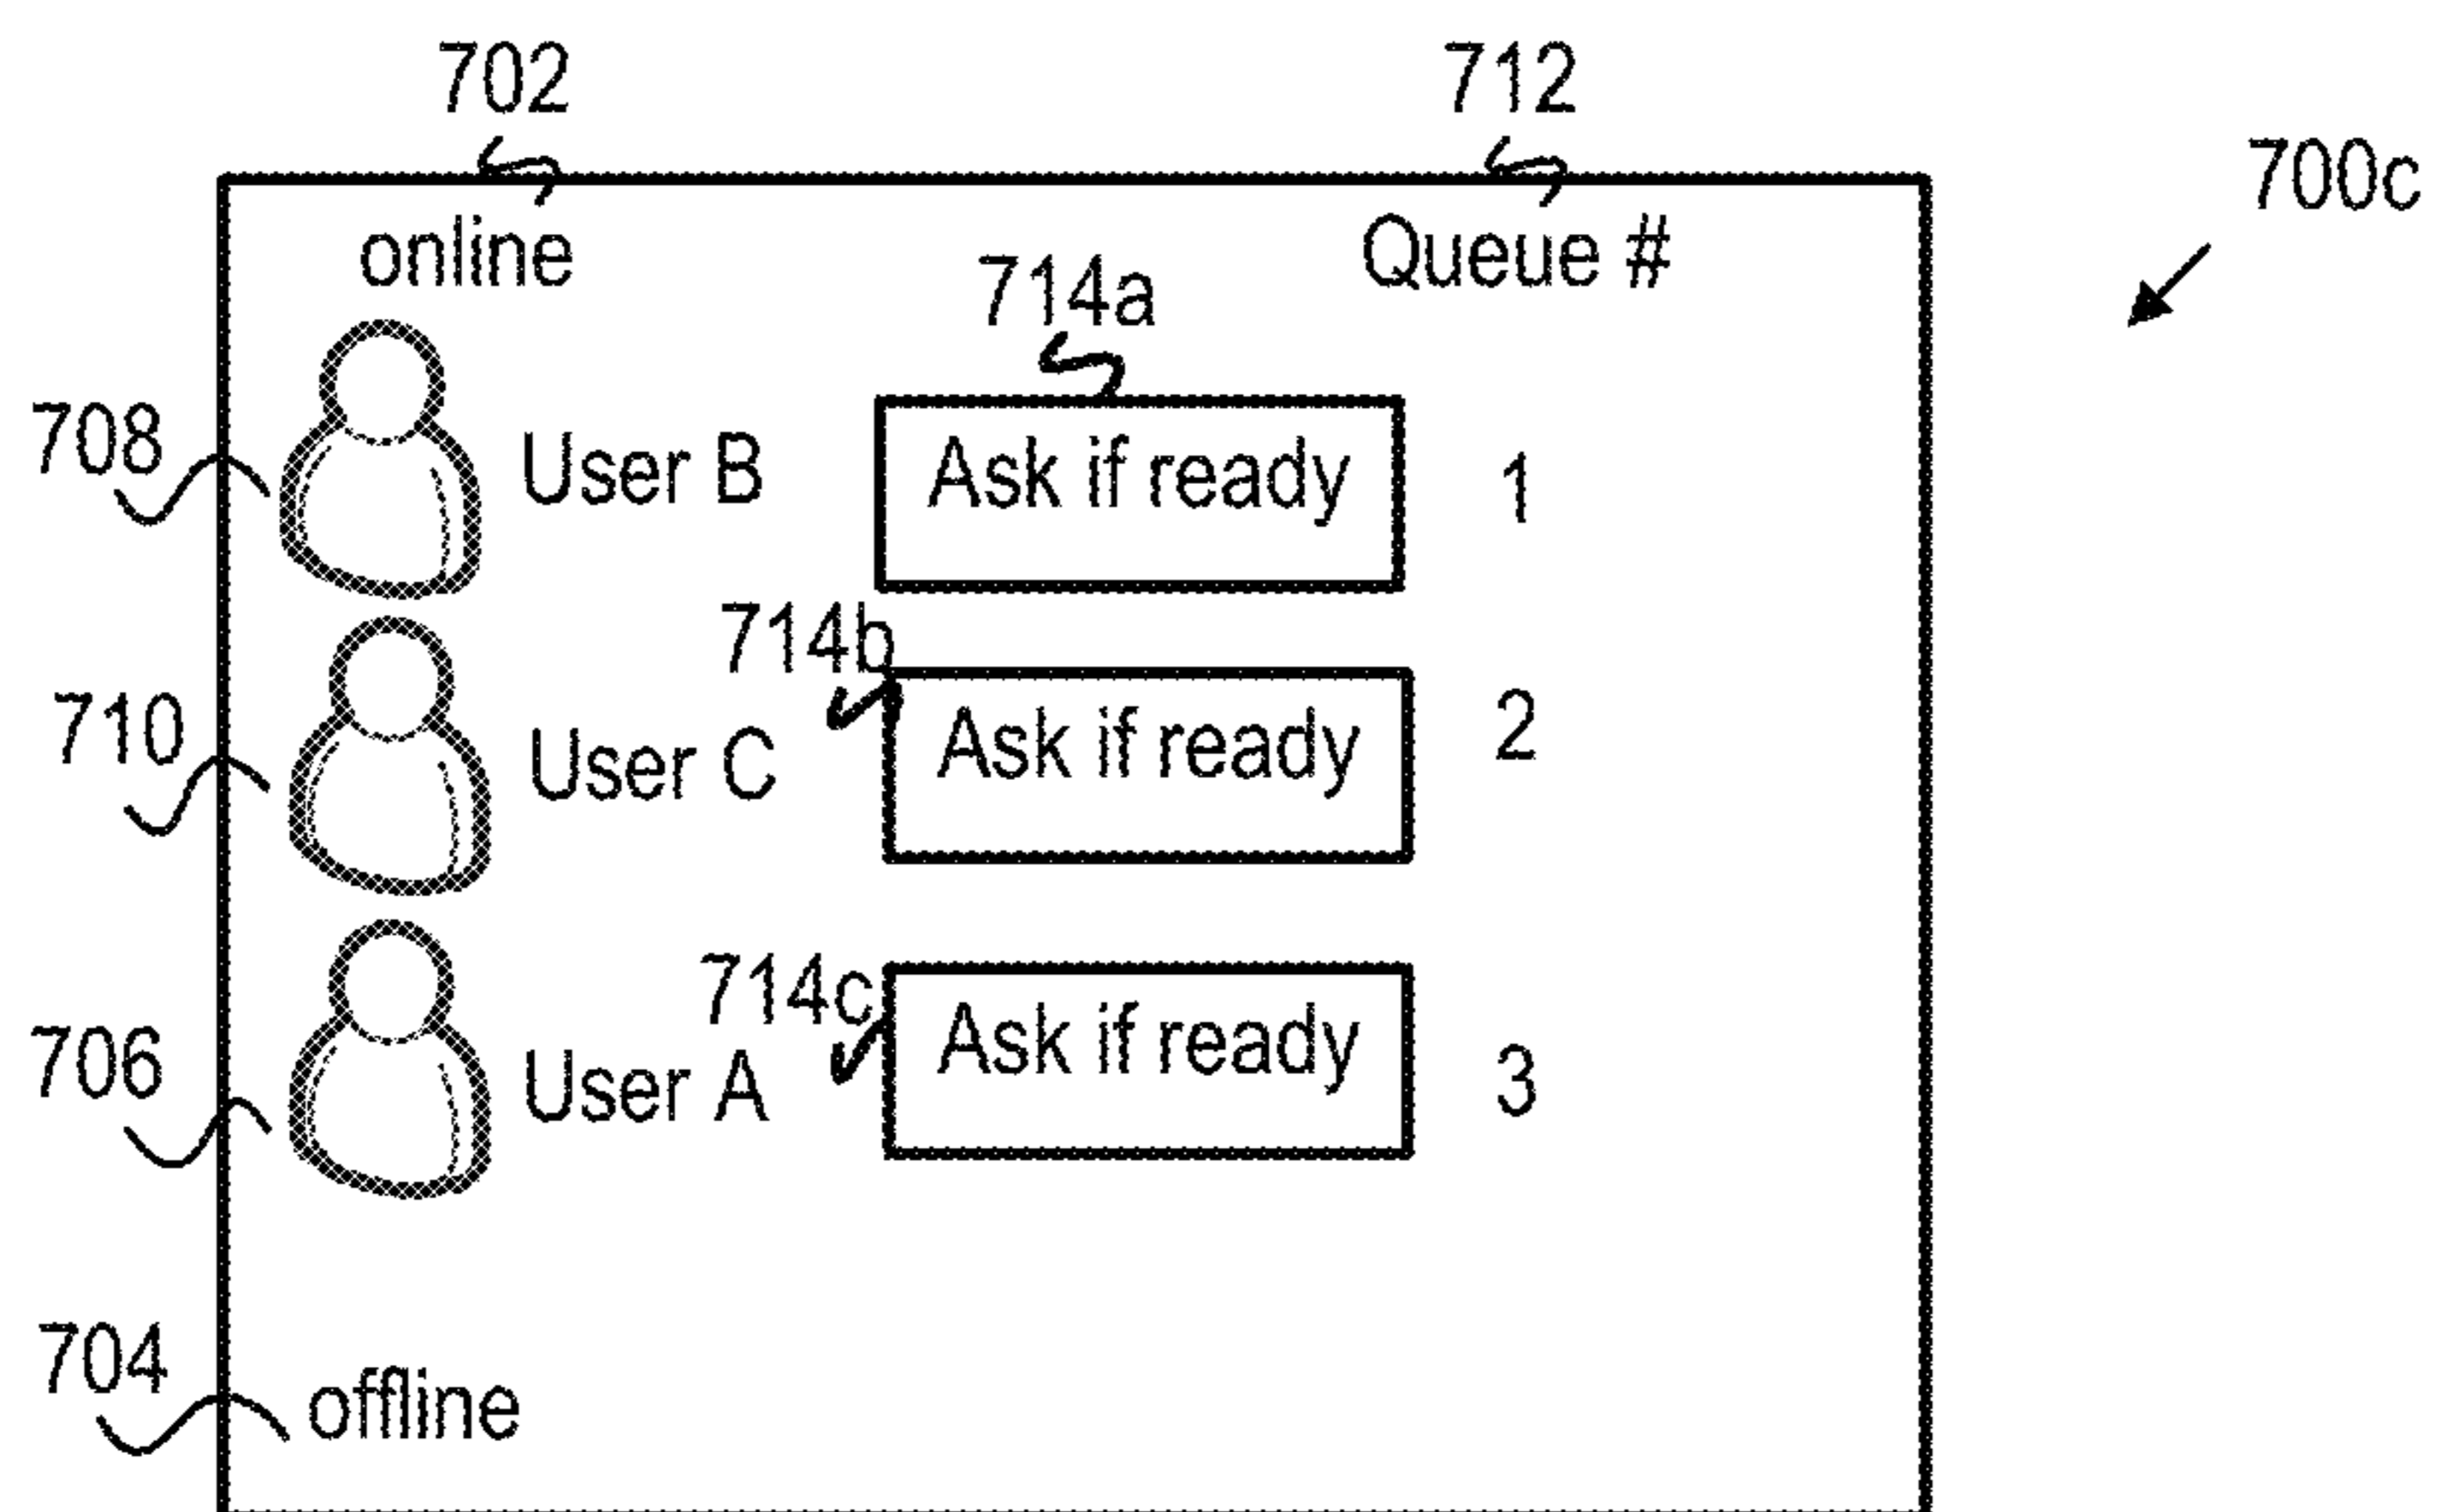 702 712
700c
online Queue #
714a
708 User B Ask if ready 1
714b
710 User C Ask if ready 2
714c
706 User A Ask if ready 3
704
offline